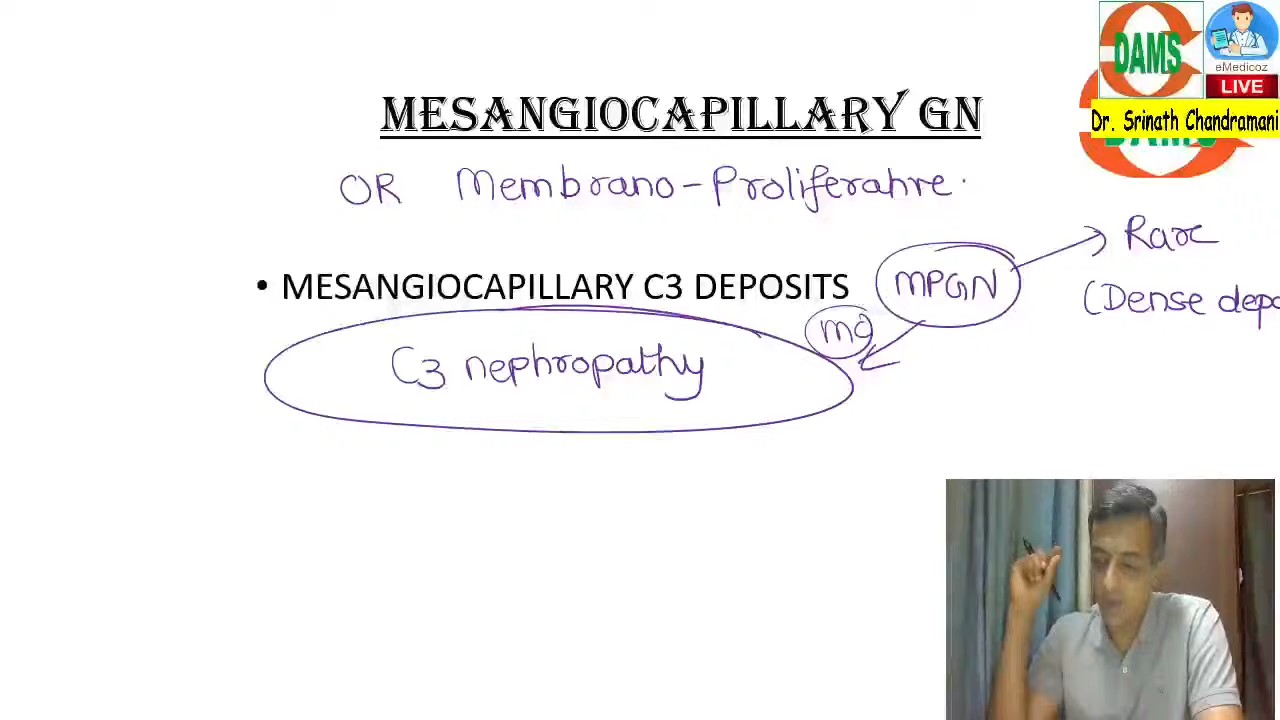 DAMS
eMedicoz
LIVE
Dr. Srinath Chandramani
MESANGIOCAPILLARY GN
OR Membrano-Proliferative.
• MESANGIOCAPILLARY C3 DEPOSITS
MPGN
Rare
(Dense depo
mc
C3 nephropathy